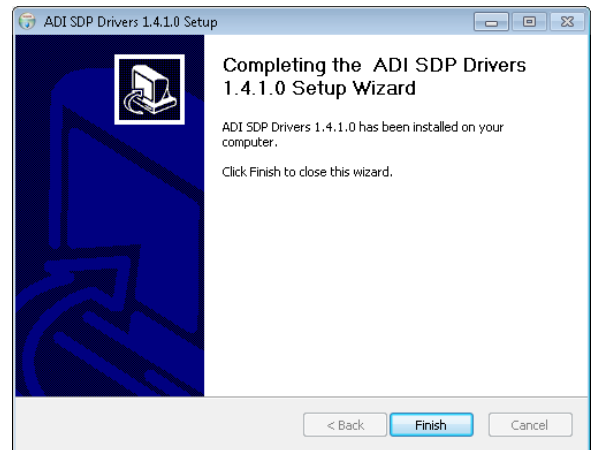 ADI SDP Drivers 1.4.1.0 Setup
Completing the ADI SDP Drivers
1.4.1.0 Setup Wizard
ADI SDP Drivers 1.4.1.0 has been installed on your
computer.
Click Finish to close this wizard.
< Back Finish Cancel